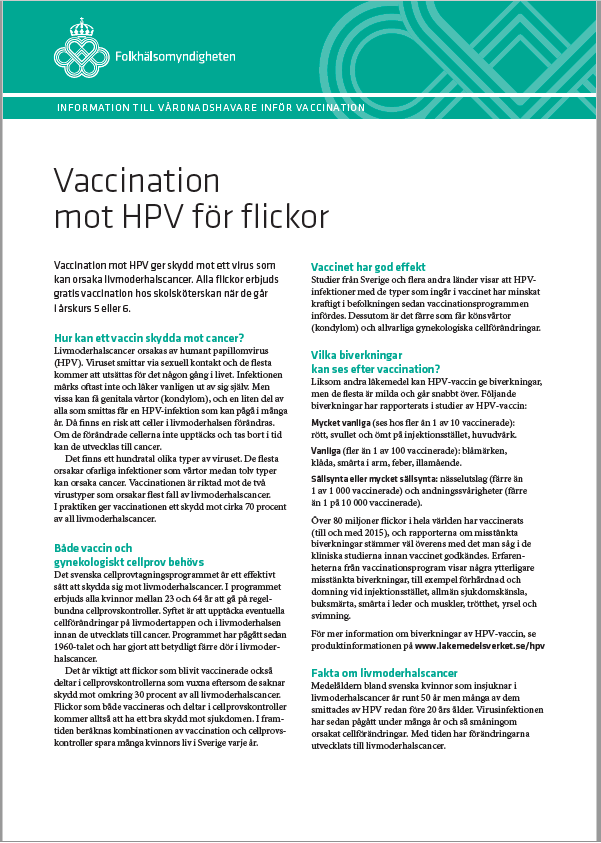 Folkhälsomyndigheten
INFORMATION TILL VÅRDNADSHAVARE INFÖR VACCINATION
Vaccination
mot HPV för flickor
Vaccination mot HPV ger skydd mot ett virus som
kan orsaka livmoderhalscancer. Alla flickor erbjuds
gratis vaccination hos skolsköterskan när de går
i årskurs 5 eller 6.
Hur kan ett vaccin skydda mot cancer?
Livmoderhalscancer orsakas av humant papillomvirus
(HPV). Viruset smittar via sexuell kontakt och de flesta
kommer att utsättas för det någon gång i livet. Infektionen
märks oftast inte och läker vanligen ut av sig själv. Men
vissa kan få genitala vårtor (kondylom), och en liten del av
alla som smittas får en HPV-infektion som kan pågå i många
år. Då finns en risk att celler i livmoderhalsen förändras.
Om de förändrade cellerna inte upptäcks och tas bort i tid
kan de utvecklas till cancer.
Det finns ett hundratal olika typer av viruset. De flesta
orsakar ofarliga infektioner som vårtor medan tolv typer
kan orsaka cancer. Vaccinationen är riktad mot de två
virustyper som orsakar flest fall av livmoderhalscancer.
I praktiken ger vaccinationen ett skydd mot cirka 70 procent
av all livmoderhalscancer.
Både vaccin och
gynekologiskt cellprov behövs
Det svenska cellprovtagningsprogrammet är ett effektivt
sätt att skydda sig mot livmoderhalscancer. I programmet
erbjuds alla kvinnor mellan 23 och 64 år att gå på regel-
bundna cellprovskontroller. Syftet är att upptäcka eventuella
cellförändringar på livmodertappen och i livmoderhalsen
innan de utvecklats till cancer. Programmet har pågått sedan
1960-talet och har gjort att betydligt färre dör i livmoder-
halscancer.
Det är viktigt att flickor som blivit vaccinerade också
deltar i cellprovskontrollerna som vuxna eftersom de saknar
skydd mot omkring 30 procent av all livmoderhalscancer.
Flickor som både vaccineras och deltar i cellprovskontroller
kommer alltså att ha ett bra skydd mot sjukdomen. I fram-
tiden beräknas kombinationen av vaccination och cellprovs-
kontroller spara många kvinnors liv i Sverige varje år.
Vaccinet har god effekt
Studier från Sverige och flera andra länder visar att HPV-
infektioner med de typer som ingår i vaccinet har minskat
kraftigt i befolkningen sedan vaccinationsprogrammen
infördes. Dessutom är det färre som får könsvårtor
(kondylom) och allvarliga gynekologiska cellförändringar.
Vilka biverkningar
kan ses efter vaccination?
Liksom andra läkemedel kan HPV-vaccin ge biverkningar,
men de flesta är milda och går snabbt över. Följande
biverkningar har rapporterats i studier av HPV-vaccin:
Mycket vanliga (ses hos fler än 1 av 10 vaccinerade):
rött, svullet och ömt på injektionsstället, huvudvärk.
Vanliga (fler än 1 av 100 vaccinerade): blåmärken,
klåda, smärta i arm, feber, illamående.
Sällsynta eller mycket sällsynta: nässelutslag (färre än
1 av 1 000 vaccinerade) och andningssvårigheter (färre
än 1 på 10 000 vaccinerade).
Över 80 miljoner flickor i hela världen har vaccinerats
(till och med 2015), och rapporterna om misstänkta
biverkningar stämmer väl överens med det man såg i de
kliniska studierna innan vaccinet godkändes. Erfaren-
heterna från vaccinationsprogram visar några ytterligare
misstänkta biverkningar, till exempel förhårdnad och
domning vid injektionsstället, allmän sjukdomskänsla,
buksmärta, smärta i leder och muskler, trötthet, yrsel och
svimning.
För mer information om biverkningar av HPV-vaccin, se
produktinformationen på www.lakemedelsverket.se/hpv
Fakta om livmoderhalscancer
Medelåldern bland svenska kvinnor som insjuknar i
livmoderhalscancer är runt 50 år men många av dem
smittades av HPV redan före 20 års ålder. Virusinfektionen
har sedan pågått under många år och så småningom
orsakat cellförändringar. Med tiden har förändringarna
utvecklats till livmoderhalscancer.